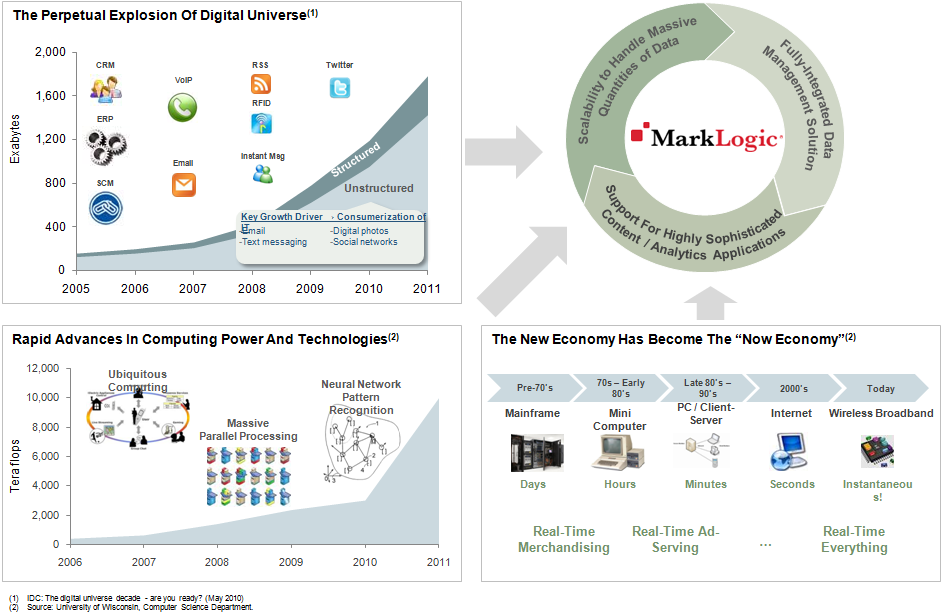 The Perpetual Explosion Of Digital Universe(1)
2,000
1,600
1,200
800
400
0
Exabytes
CRM
VoIP
RSS
Twitter
RFID
ERP
Email
Instant Msg
SCM
Structured
Unstructured
Key Growth Driver - Consumerization of
IT
-Email
-Digital photos
-Text messaging
-Social networks
2005 2006 2007 2008 2009 2010 2011
Scalability to Handle Massive
Quantities of Data
Fully-Integrated Data
Management Solution
Support For Highly Sophisticated
Content / Analytics Applications
MarkLogic
Rapid Advances In Computing Power And Technologies(2)
12,000
10,000
8,000
6,000
4,000
2,000
0
Teraflops
Ubiquitous
Computing
Massive
Parallel Processing
Neural Network
Pattern
Recognition
2006 2007 2008 2009 2010 2011
The New Economy Has Become The “Now Economy”(2)
Pre-70's
70s – Early
80's
Late 80's –
90's
2000's
Today
Mainframe
Mini
Computer
PC / Client-
Server
Internet
Wireless Broadband
Days
Hours
Minutes
Seconds
Instantaneou
s!
Real-Time
Merchandising
Real-Time Ad-
Serving
...
Real-Time
Everything
(1) IDC: The digital universe decade - are you ready? (May 2010)
(2) Source: University of Wisconsin, Computer Science Department.